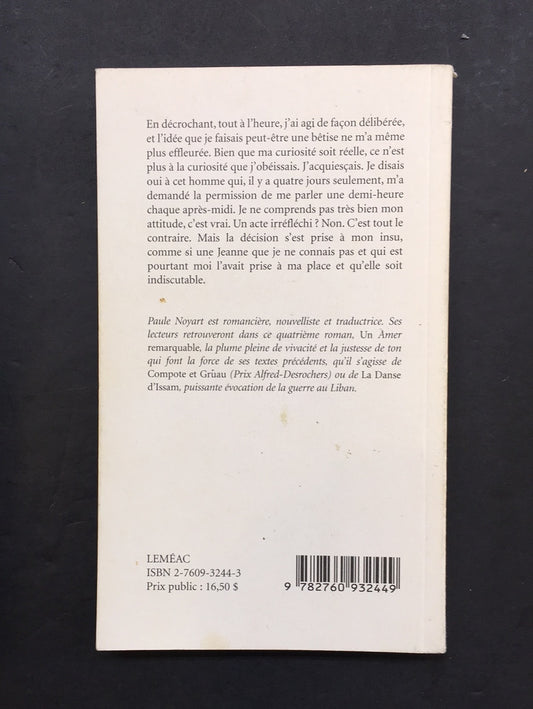 En décrochant, tout à l'heure, j'ai agi de façon délibérée,
et l'idée que je faisais peut-être une bêtise ne m'a même
plus effleurée. Bien que ma curiosité soit réelle, ce n'est
plus à la curiosité que j'obéissais. J'acquiesçais. Je disais
oui à cet homme qui, il y a quatre jours seulement, m'a
demandé la permission de me parler une demi-heure
chaque après-midi. Je ne comprends pas très bien mon
attitude, c'est vrai. Un acte irréfléchi ? Non. C'est tout le
contraire. Mais la décision s'est prise à mon insu,
comme si une Jeanne que je ne connais pas et qui est
pourtant moi l'avait prise à ma place et qu'elle soit
indiscutable.
Paule Noyart est romancière, nouvelliste et traductrice. Ses
lecteurs retrouveront dans ce quatrième roman, Un Amer
remarquable, la plume pleine de vivacité et la justesse de ton
qui font la force de ses textes précédents, qu'il s'agisse de
Compote et Grüau (Prix Alfred-Desrochers) ou de La Danse
d'Issam, puissante évocation de la guerre au Liban.
LEMÉAC
ISBN 2-7609-3244-3
Prix public : 16,50 $
9 782760 932449